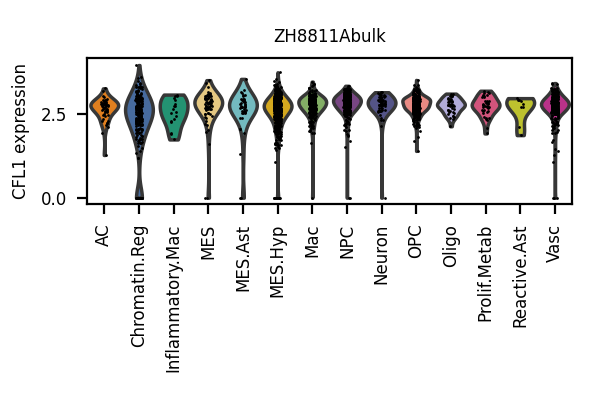 ZH8811Abulk
CFL1 expression
2.5
0.0
AC
Chromatin.Reg
Inflammatory.Mac
MES
MES.Ast
MES.Hyp
Mac
NPC
Neuron
OPC
Oligo
Prolif.Metab
Reactive.Ast
Vasc